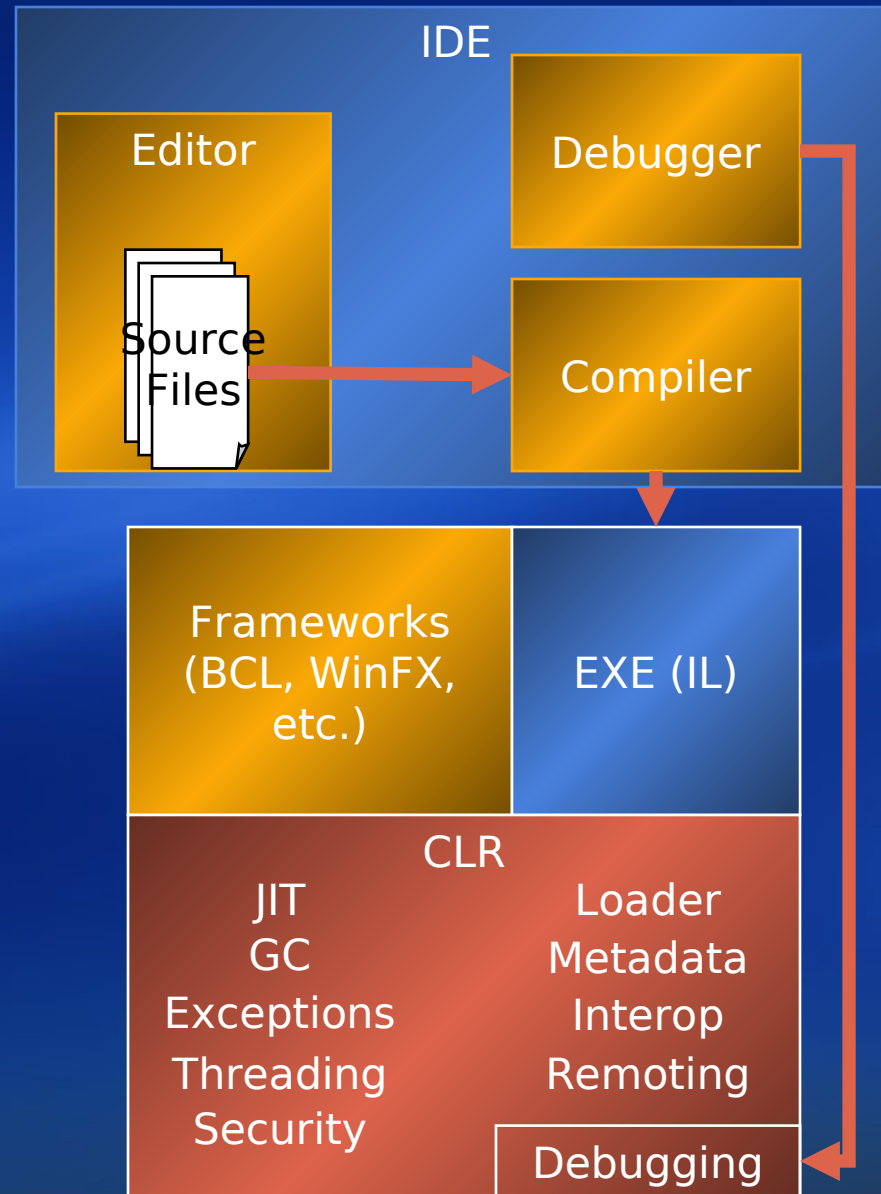 IDE
Editor
Source
Files
Debugger
Compiler
Frameworks
(BCL, WinFX,
etc.)
EXE (IL)
CLR
JIT
GC
Exceptions
Threading
Security
Loader
Metadata
Interop
Remoting
Debugging